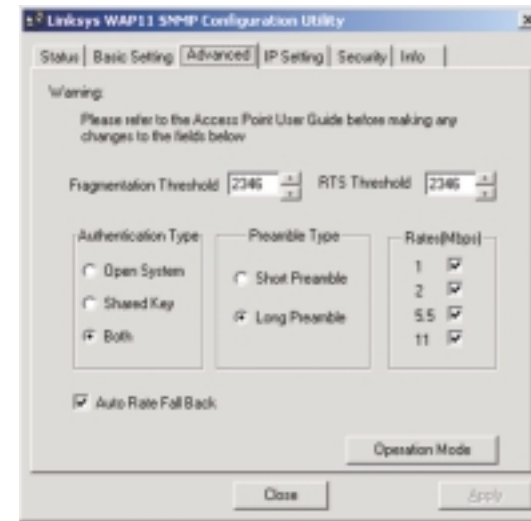 Linksys WAP11 SNMP Configuration Utility
Status Basic Setting Advanced IP Setting Security Info
Warning:
Please refer to the Access Point User Guide before making any
changes to the fields below
Fragmentation Threshold 2346 RTS Threshold 2346
Authentication Type
Open System
Shared Key
Both
Preamble Type
Short Preamble
Long Preamble
Rates(Mbps)
1
2
5.5
11
Auto Rate Fall Back
Operation Mode
Close Apply